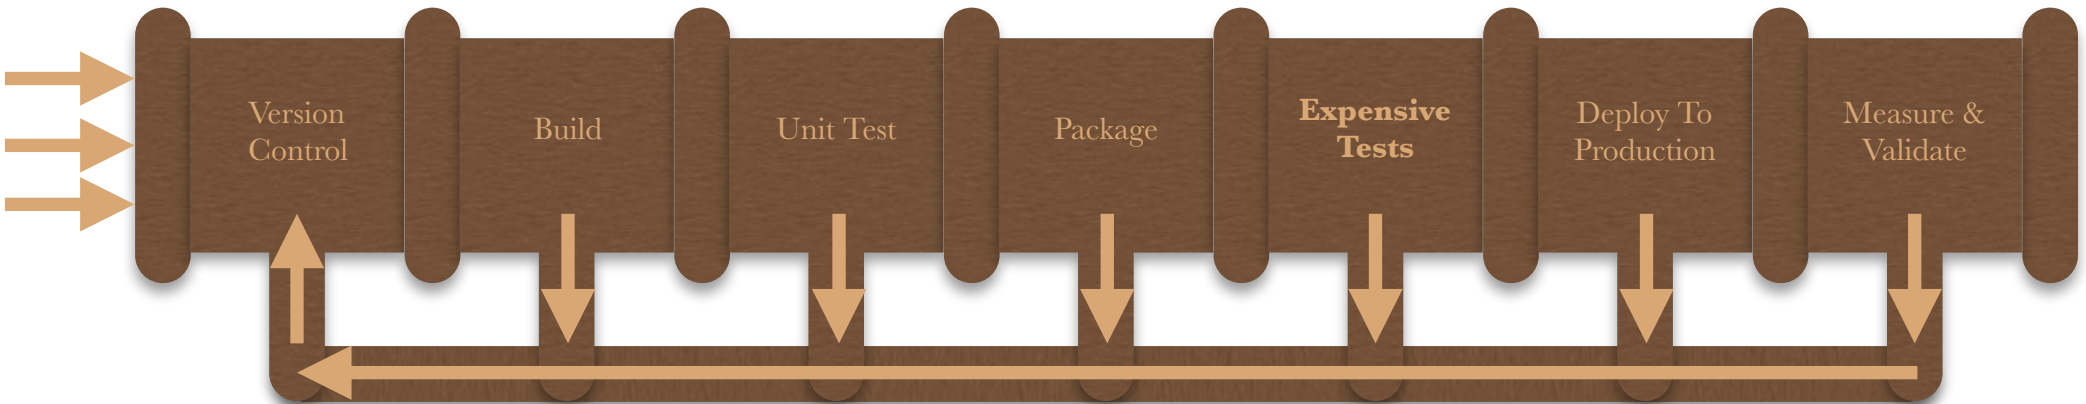 Version
Control
Build
Unit Test
Package
Expensive
Tests
Deploy To
Production
Measure &
Validate